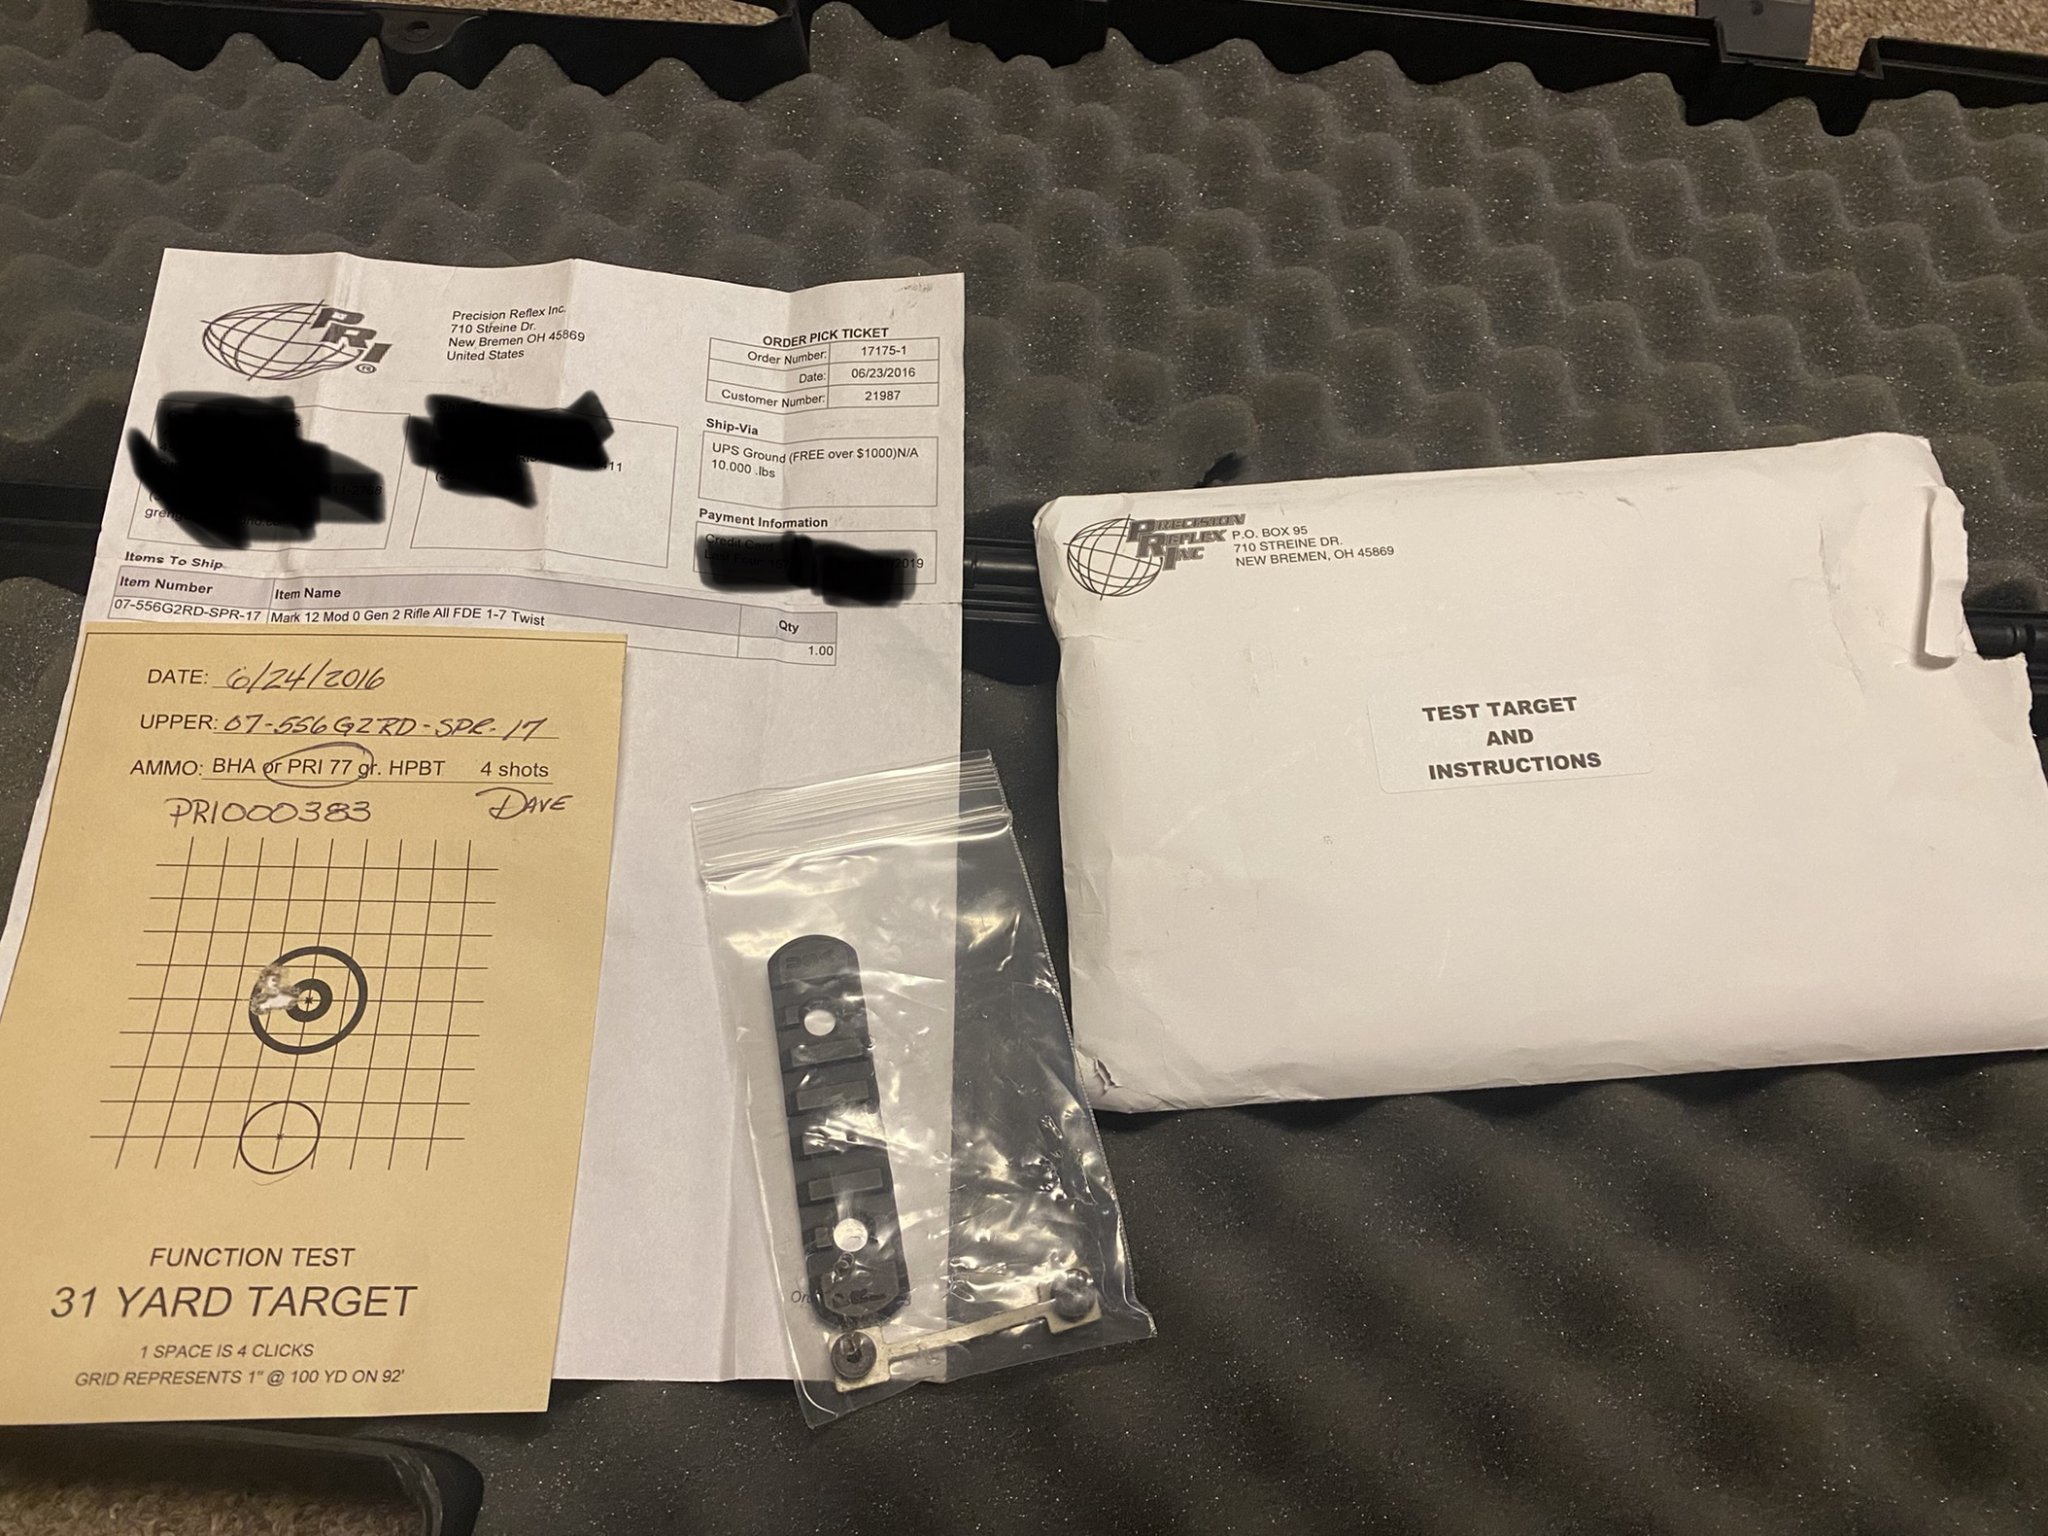 PRI®
Precision Reflex Inc.
710 Streine Dr.
New Bremen OH 45869
United States
ORDER PICK TICKET
Order Number: 17175-1
Date: 06/23/2016
Customer Number: 21987
Ship-Via
UPS Ground (FREE over $1000)N/A
10.000 .lbs
Payment Information
Credit Card
Last Four
2019
Items To Ship
Item Number Item Name Qty
07-556G2RD-SPR-17 Mark 12 Mod 0 Gen 2 Rifle All FDE 1-7 Twist 1.00
DATE: 6/24/2016
UPPER: 07-556G2RD-SPR-17
AMMO: BHA or PRI 77 gr. HPBT 4 shots
PRI000383 DAVE
FUNCTION TEST
31 YARD TARGET
1 SPACE IS 4 CLICKS
GRID REPRESENTS 1" @ 100 YD ON 92'
PRECISION
REFLEX
INC
P.O. BOX 95
710 STREINE DR.
NEW BREMEN, OH 45869
TEST TARGET
AND
INSTRUCTIONS